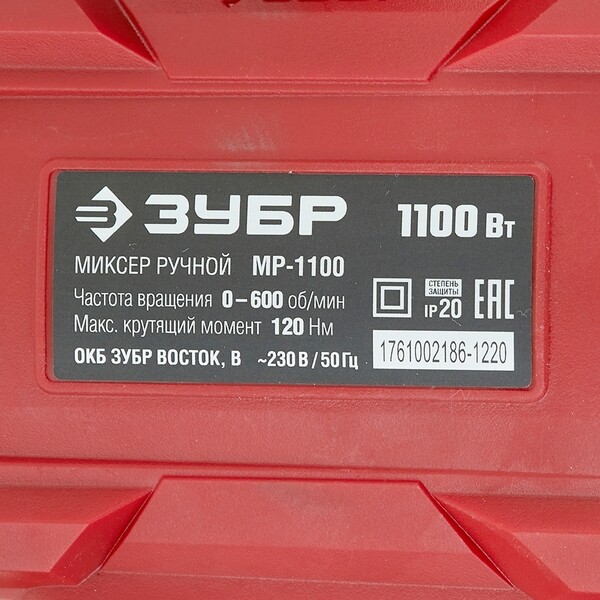 ЗУБР 1100 Вт
МИКСЕР РУЧНОЙ МР-1100
Частота вращения 0–600 об/мин
Макс. крутящий момент 120 Нм
ОКБ ЗУБР ВОСТОК, В ~230 В / 50 Гц
СТЕПЕНЬ
ЗАЩИТЫ
IP20 EAC
1761002186-1220